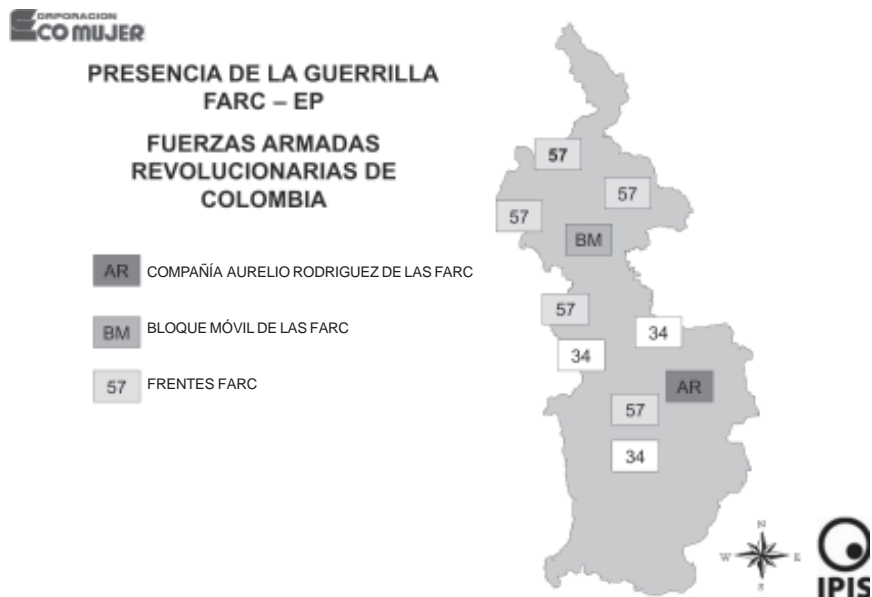 CORPORACION
ECOMUJER
PRESENCIA DE LA GUERRILLA
FARC – EP
FUERZAS ARMADAS
REVOLUCIONARIAS DE
COLOMBIA
AR COMPAÑÍA AURELIO RODRIGUEZ DE LAS FARC
BM BLOQUE MÓVIL DE LAS FARC
57 FRENTES FARC
57
57
57
BM
57
34
34
AR
57
34
N
W E
S
IPIS